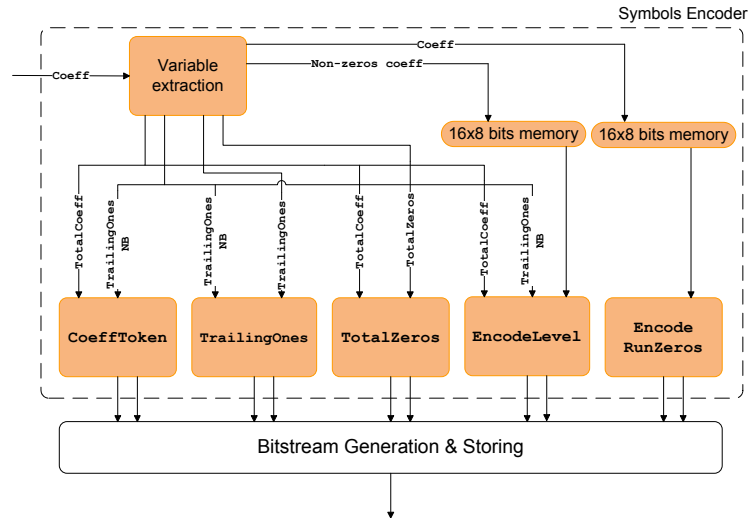 Symbols Encoder
Coeff
Variable
extraction
Coeff
Non-zeros coeff
16x8 bits memory
16x8 bits memory
TotalCoeff
TrailingOnes
NB
TrailingOnes
NB
TrailingOnes
TotalCoeff
TotalZeros
TotalCoeff
TrailingOnes
NB
CoeffToken
TrailingOnes
TotalZeros
EncodeLevel
Encode
RunZeros
Bitstream Generation & Storing